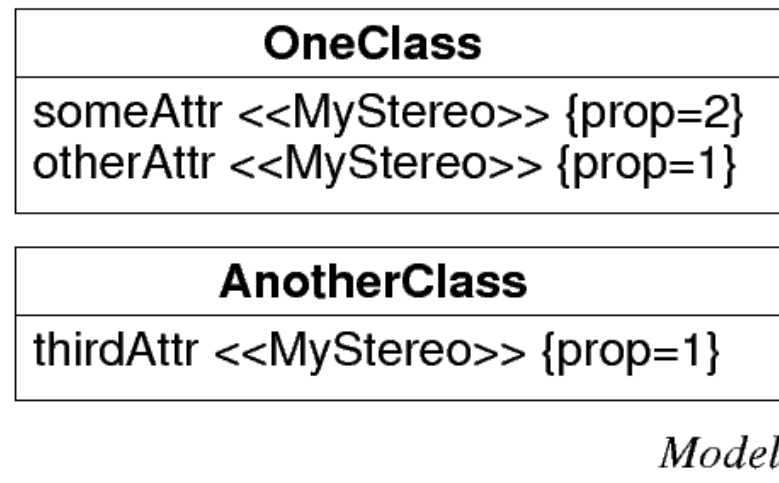 OneClass
someAttr <<MyStereo>> {prop=2}
otherAttr <<MyStereo>> {prop=1}
AnotherClass
thirdAttr <<MyStereo>> {prop=1}
Model